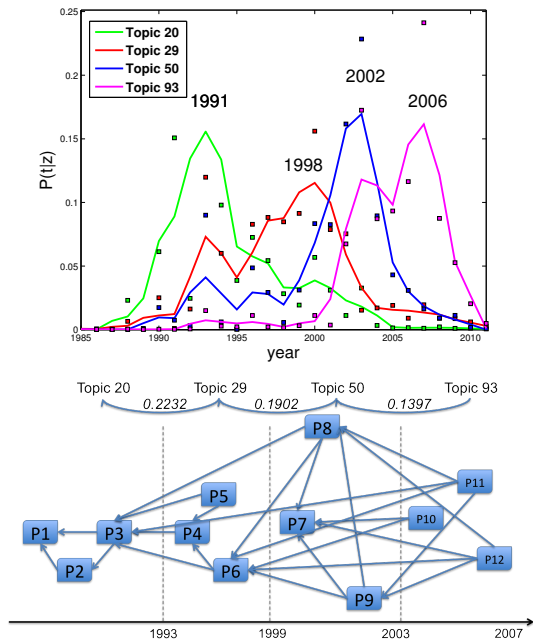 0.25
0.2
0.15
0.1
0.05
0
P(t|z)
Topic 20
Topic 29
Topic 50
Topic 93
1991
1998
2002
2006
1985 1990 1995 2000 2005 2010
year
Topic 20 Topic 29 Topic 50 Topic 93
0.2232 0.1902 0.1397
P8
P11
P5
P10
P7
P1 P3 P4
P12
P2 P6
P9
1993 1999 2003 2007